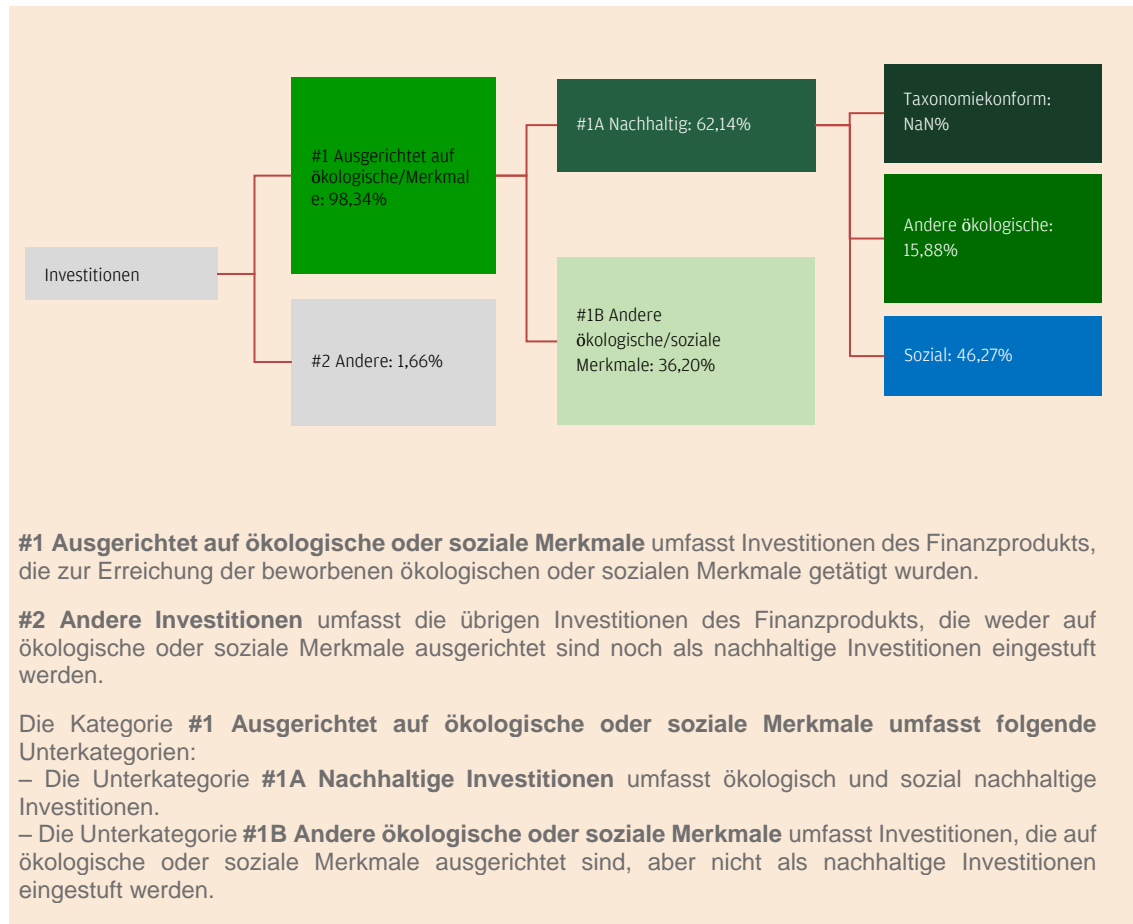 #1 Ausgerichtet auf
ökologische/Merkmal
e: 98,34%
#1A Nachhaltig: 62,14%
Taxonomiekonform:
NaN%
Andere ökologische:
15,88%
Investitionen
#2 Andere: 1,66%
#1B Andere
ökologische/soziale
Merkmale: 36,20%
Sozial: 46,27%
#1 Ausgerichtet auf ökologische oder soziale Merkmale umfasst Investitionen des Finanzprodukts,
die zur Erreichung der beworbenen ökologischen oder sozialen Merkmale getätigt wurden.
#2 Andere Investitionen umfasst die übrigen Investitionen des Finanzprodukts, die weder auf
ökologische oder soziale Merkmale ausgerichtet sind noch als nachhaltige Investitionen eingestuft
werden.
Die Kategorie #1 Ausgerichtet auf ökologische oder soziale Merkmale umfasst folgende
Unterkategorien:
– Die Unterkategorie #1A Nachhaltige Investitionen umfasst ökologisch und sozial nachhaltige
Investitionen.
– Die Unterkategorie #1B Andere ökologische oder soziale Merkmale umfasst Investitionen, die auf
ökologische oder soziale Merkmale ausgerichtet sind, aber nicht als nachhaltige Investitionen
eingestuft werden.